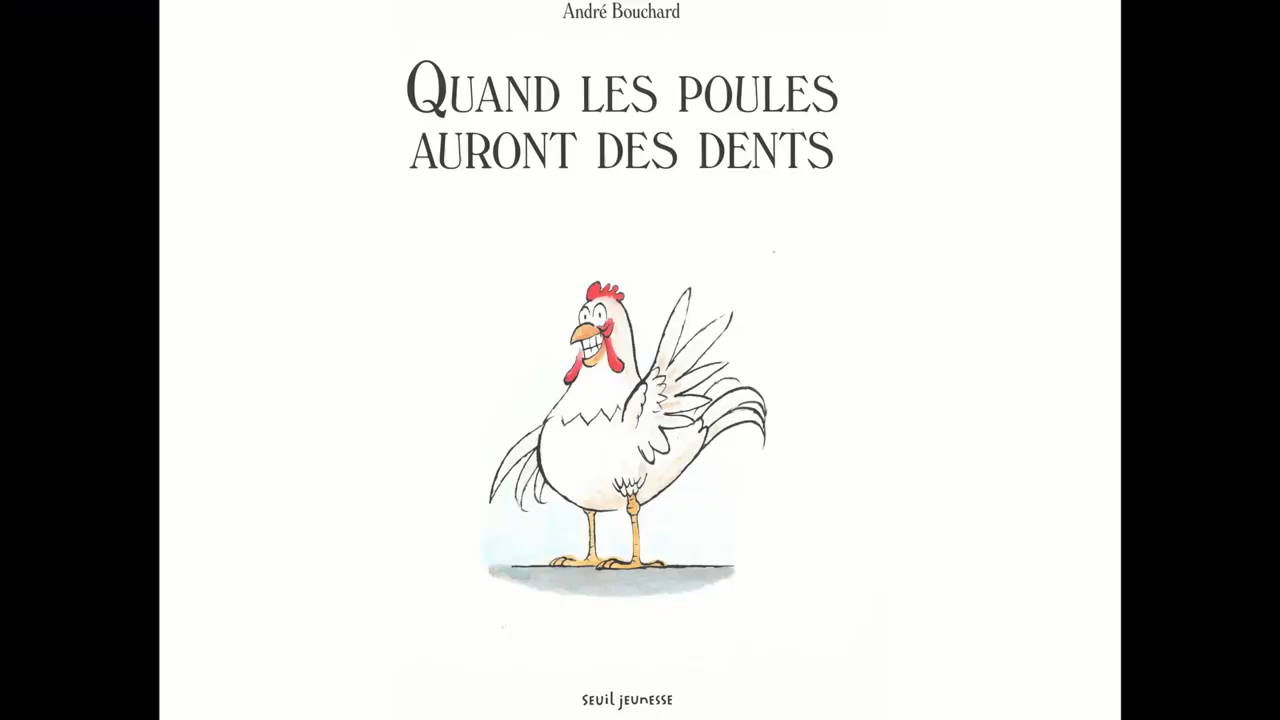 André Bouchard
QUAND LES POULES
AURONT DES DENTS
SEUIL JEUNESSE